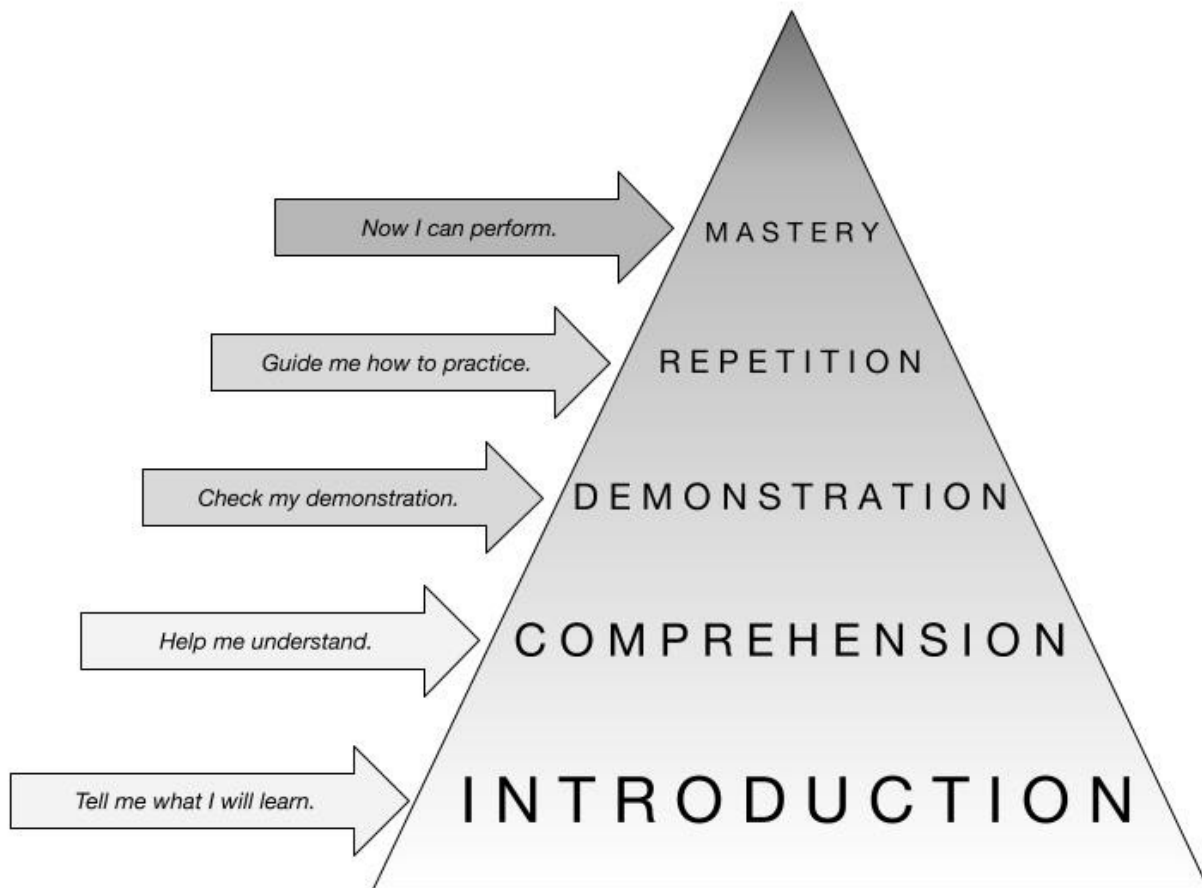 Now I can perform.
MASTERY
Guide me how to practice.
REPETITION
Check my demonstration.
DEMONSTRATION
Help me understand.
COMPREHENSION
Tell me what I will learn.
INTRODUCTION